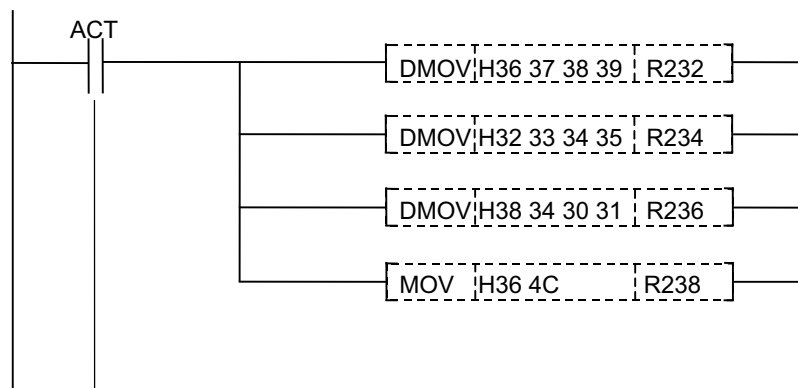 ACT
DMOV H36 37 38 39 R232
DMOV H32 33 34 35 R234
DMOV H38 34 30 31 R236
MOV H36 4C R238